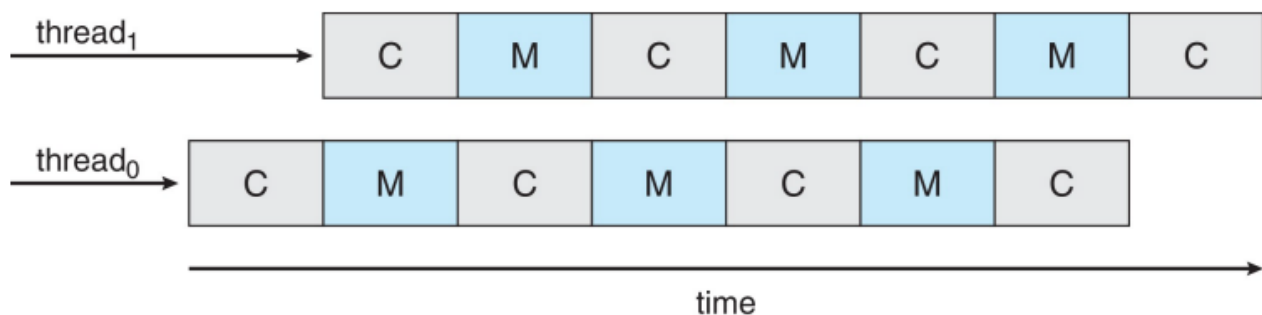 thread₁ C M C M C M C
thread₀ C M C M C M C
time